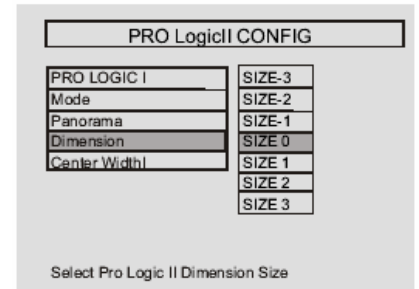 PRO LogicII CONFIG
PRO LOGIC I
Mode
Panorama
Dimension
Center WidthI
SIZE-3
SIZE-2
SIZE-1
SIZE 0
SIZE 1
SIZE 2
SIZE 3
Select Pro Logic II Dimension Size